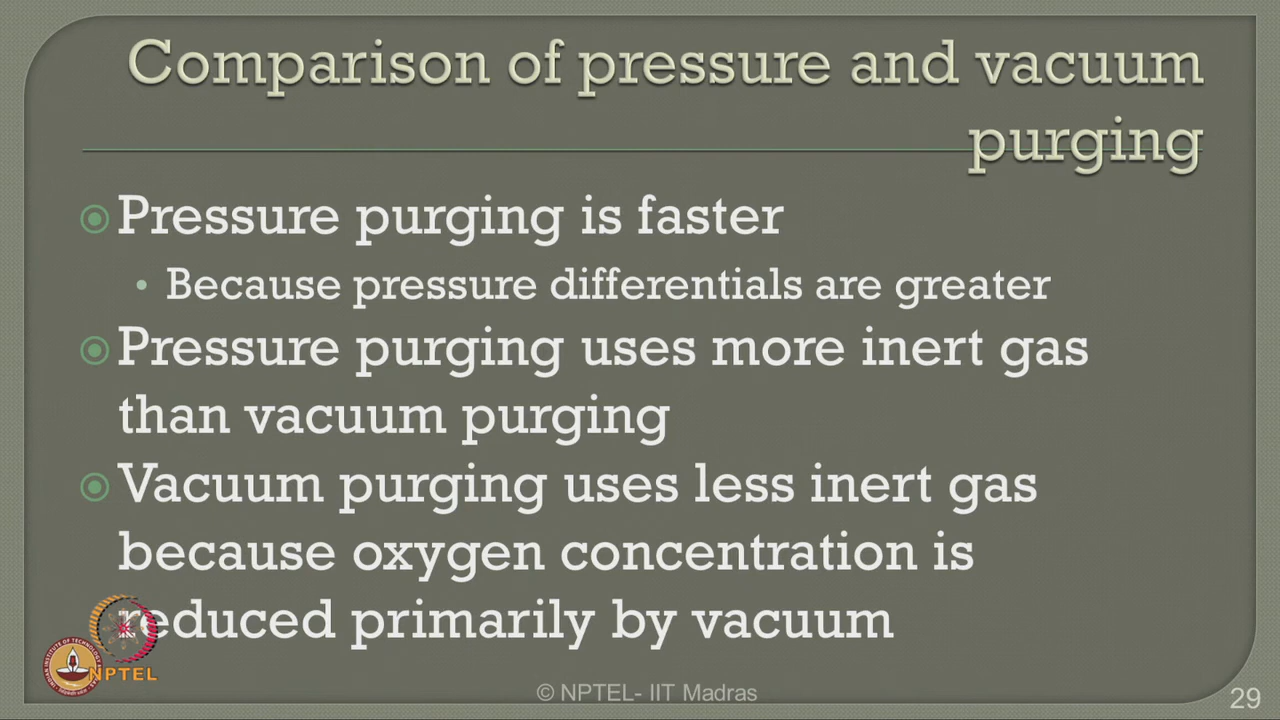 Comparison of pressure and vacuum
purging
Pressure purging is faster
Because pressure differentials are greater
Pressure purging uses more inert gas
than vacuum purging
Vacuum purging uses less inert gas
because oxygen concentration is
reduced primarily by vacuum
NPTEL
© NPTEL- IIT Madras
29